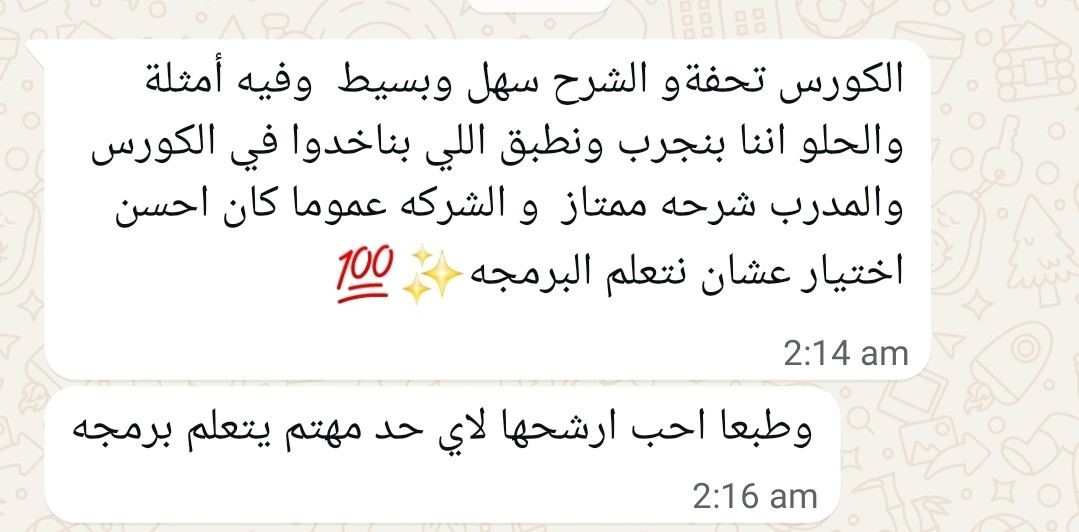 الكورس تحفةو الشرح سهل وبسيط  وفيه أمثلة
والحلو اننا بنجرب ونطبق اللي بناخدوا في الكورس
والمدرب شرحه ممتاز  و الشركه عموما كان احسن
اختيار عشان نتعلم البرمجه ✨💯
2:14 am
وطبعا احب ارشحها لاي حد مهتم يتعلم برمجه
2:16 am